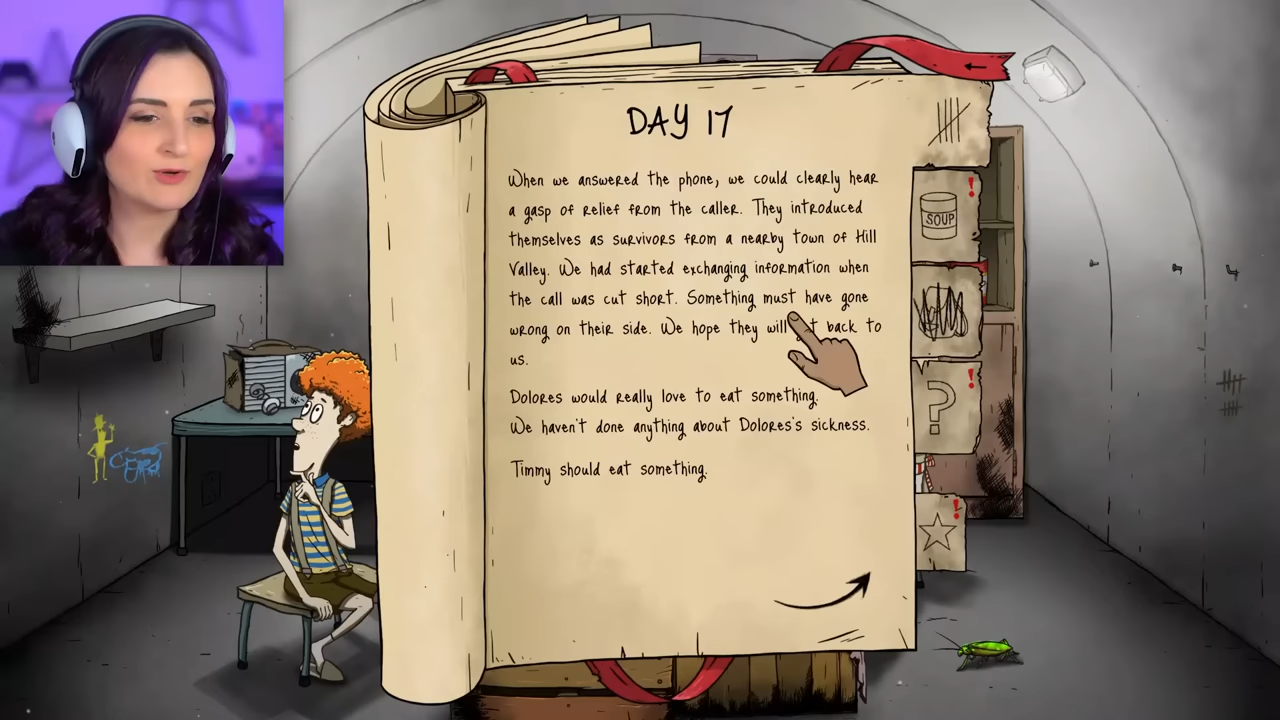 DAY 17
When we answered the phone, we could clearly hear
a gasp of relief from the caller. They introduced
themselves as survivors from a nearby town of Hill
Valley. We had started exchanging information when
the call was cut short. Something must have gone
wrong on their side. We hope they back to
us.
Dolores would really love to eat something.
We haven't done anything about Dolores's sickness.
Timmy should eat something.
SOUP
!
?
!
!